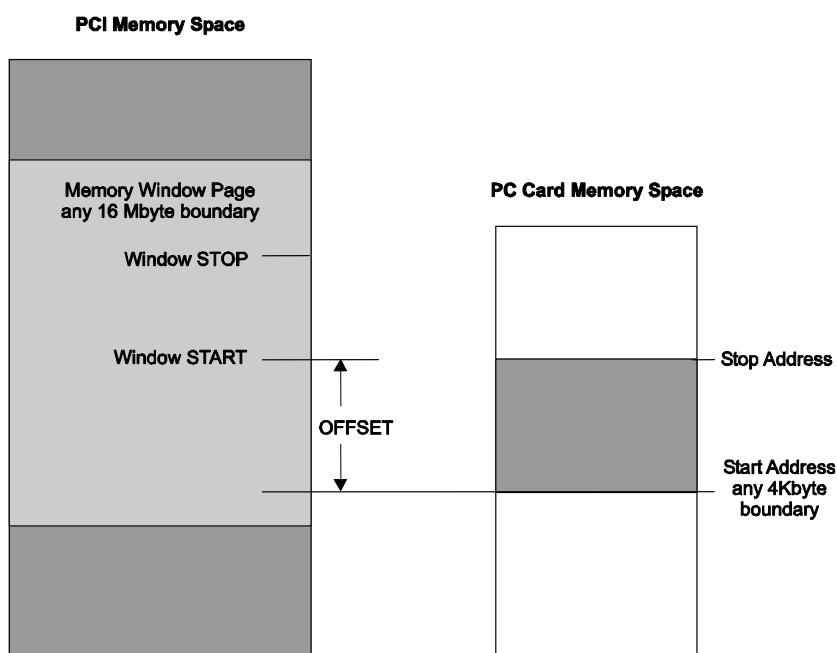 PCI Memory Space
Memory Window Page
any 16 Mbyte boundary
Window STOP
Window START
OFFSET
PC Card Memory Space
Stop Address
Start Address
any 4Kbyte
boundary